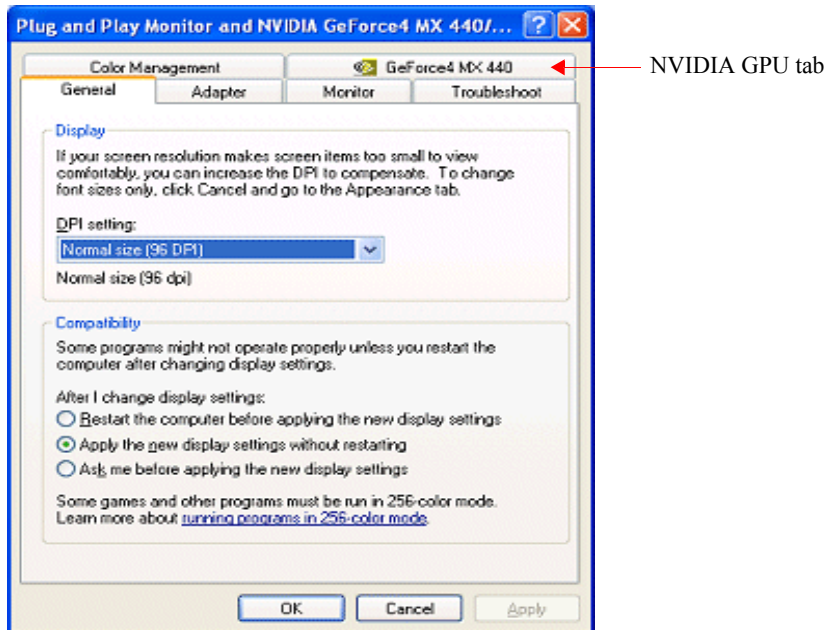 Plug and Play Monitor and NVIDIA GeForce4 MX 440/...
NVIDIA GPU tab
Color Management
GeForce4 MX 440
General
Adapter
Monitor
Troubleshoot
Display
If your screen resolution makes screen items too small to view
comfortably, you can increase the DPI to compensate. To change
font sizes only, click Cancel and go to the Appearance tab.
DPI setting:
Normal size (96 DPI)
Normal size (96 dpi)
Compatibility
Some programs might not operate properly unless you restart the
computer after changing display settings.
After I change display settings:
Restart the computer before applying the new display settings
Apply the new display settings without restarting
Ask me before applying the new display settings
Some games and other programs must be run in 256-color mode.
Learn more about running programs in 256-color mode.
OK
Cancel
Apply